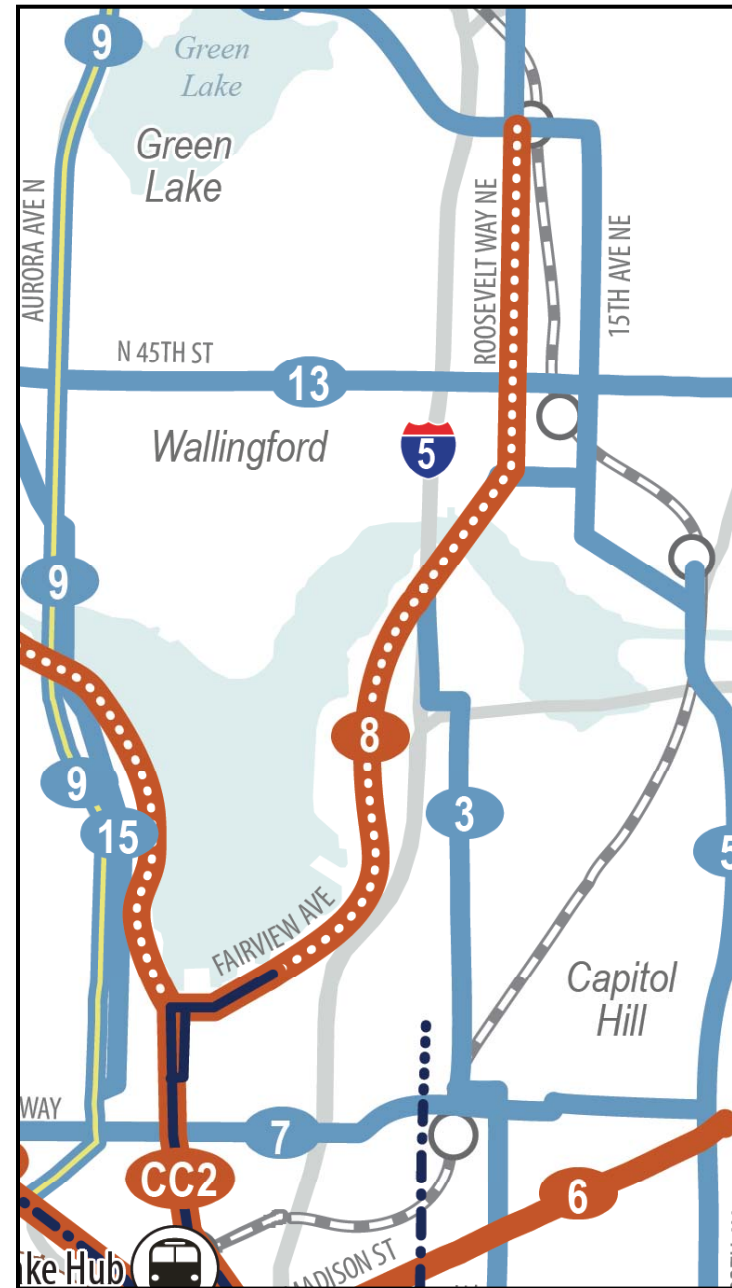 9
Green
Lake
Green
Lake
AURORA AVE N
ROOSEVELT WAY NE
15TH AVE NE
N 45TH ST
13
Wallingford
5
9
8
9
15
3
5
FAIRVIEW AVE
Capitol
Hill
WAY
7
CC2
6
MADISON ST
ke Hub